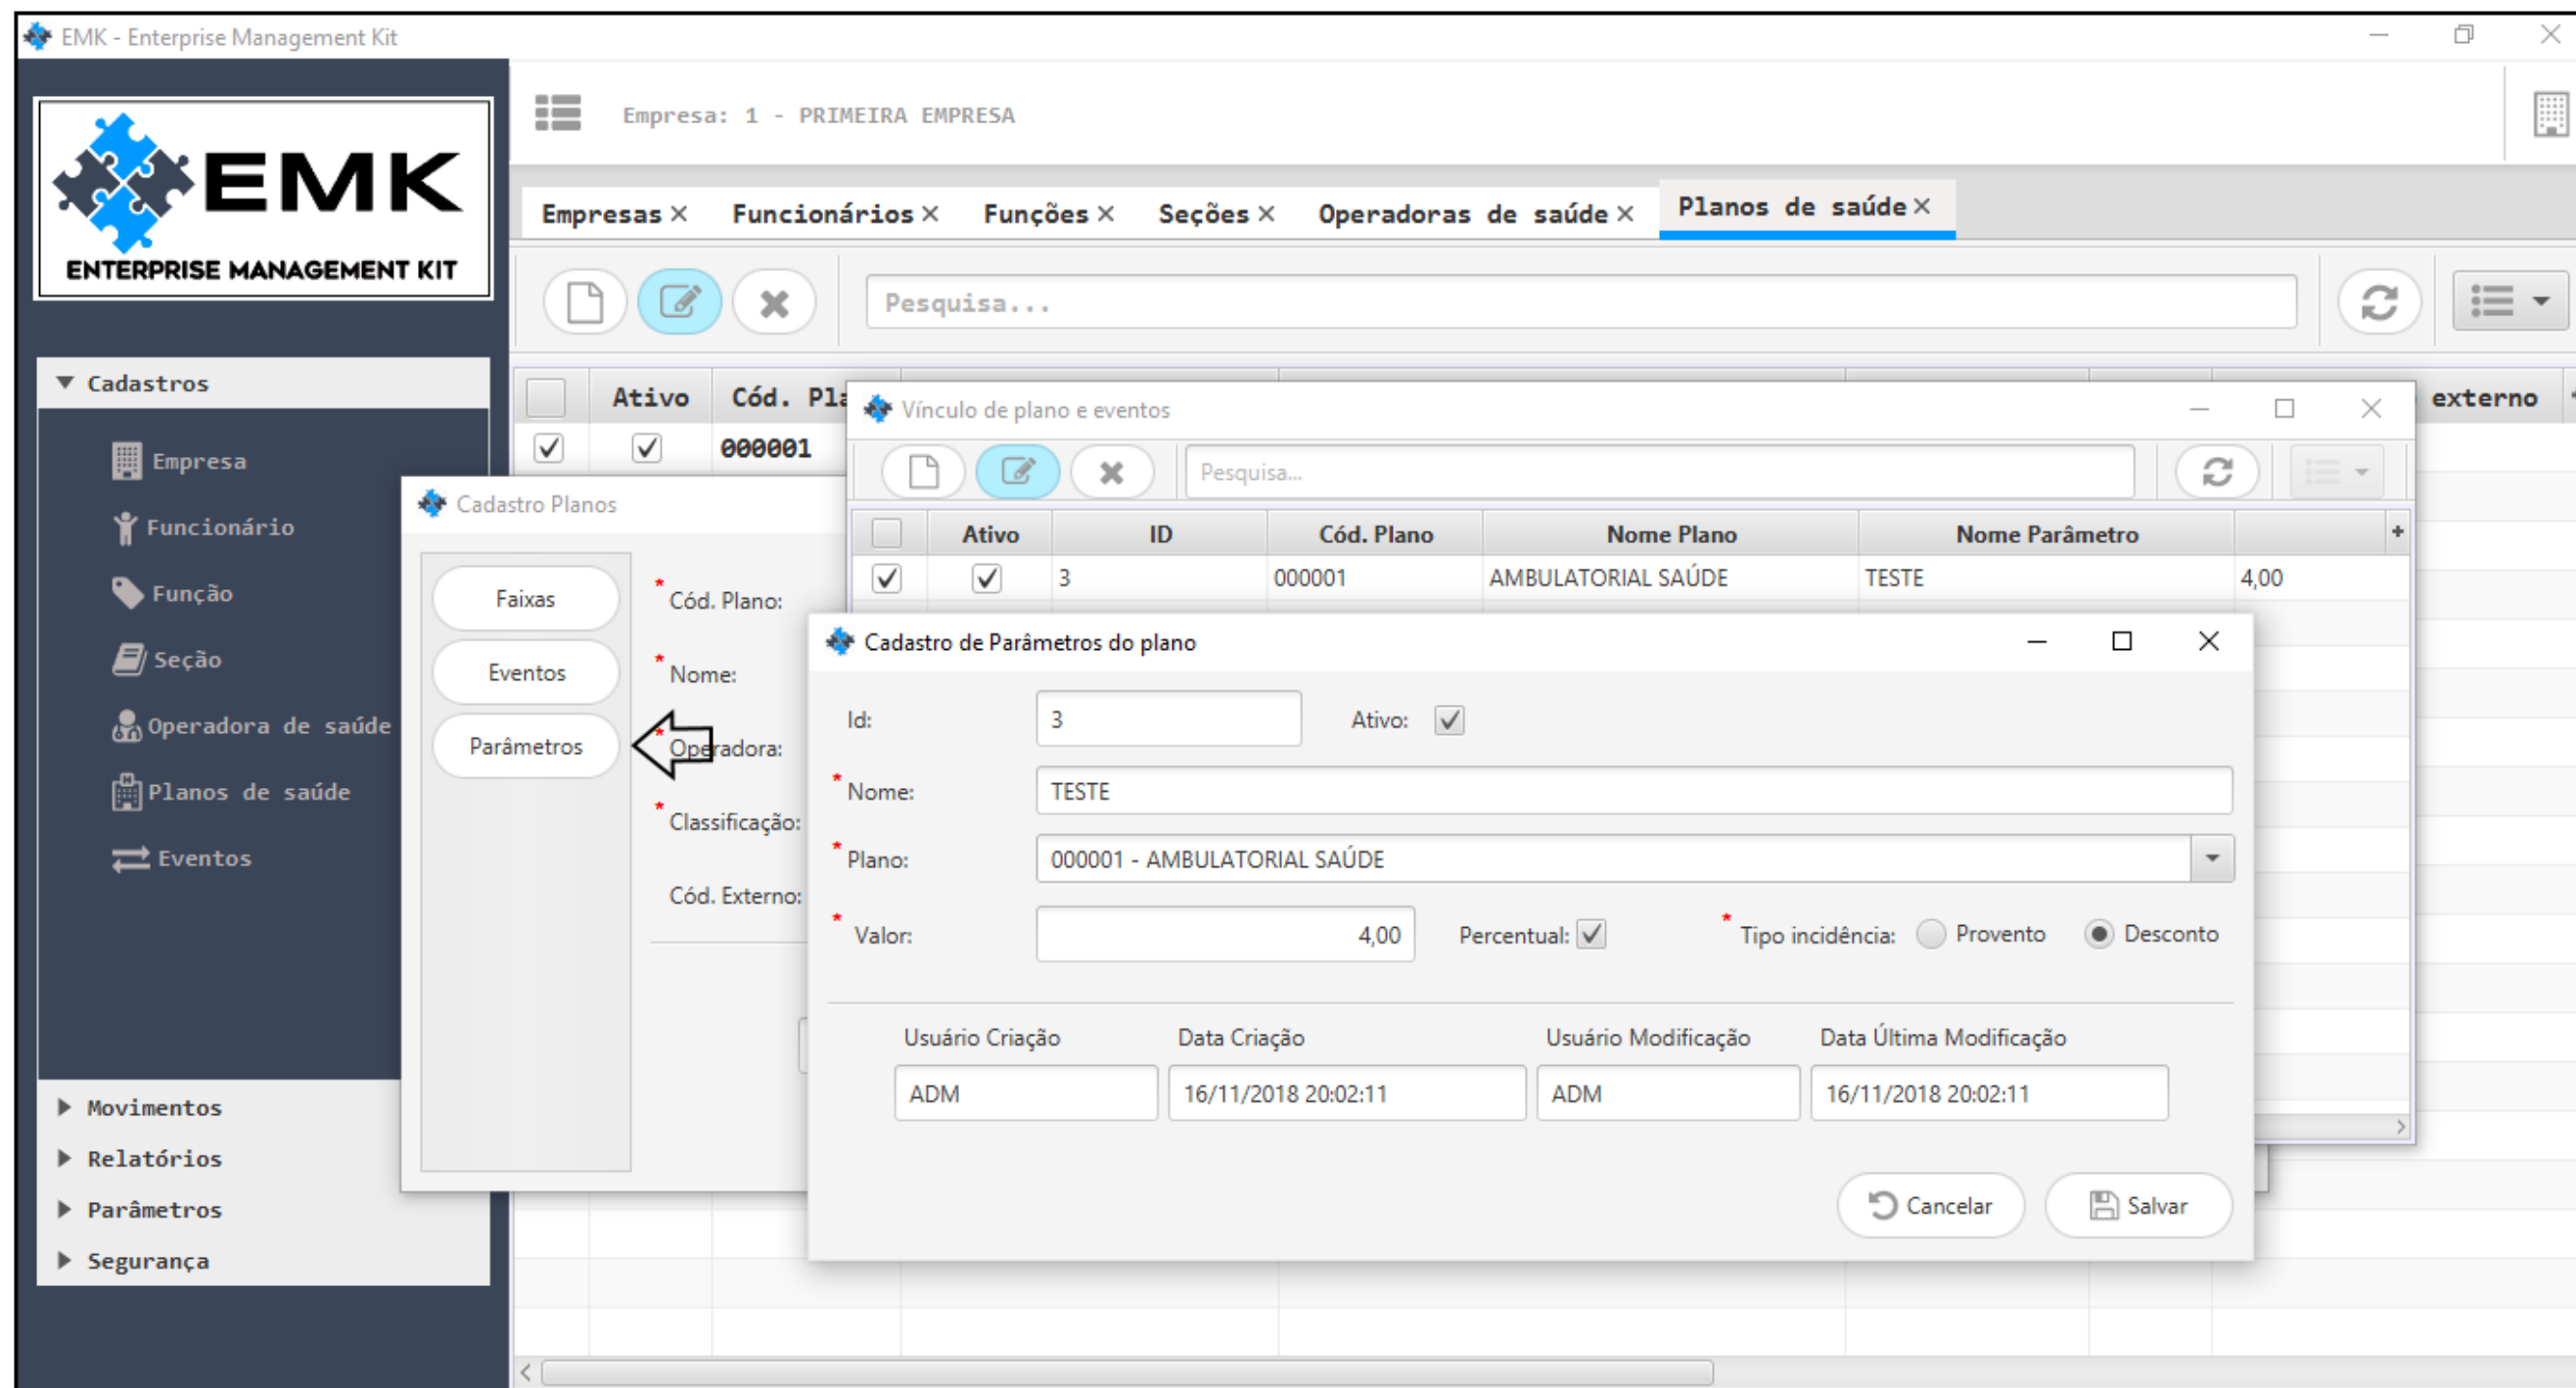 EMK - Enterprise Management Kit
EMK
ENTERPRISE MANAGEMENT KIT
Empresa: 1 - PRIMEIRA EMPRESA
Empresas Funcionários Funções Seções Operadoras de saúde Planos de saúde
Pesquisa...
Cadastros
Empresa
Funcionário
Função
Seção
Operadora de saúde
Planos de saúde
Eventos
Movimentos
Relatórios
Parâmetros
Segurança
Ativo Cód. externo
000001
Cadastro Planos
Faixas
Eventos
Parâmetros
* Cód. Plano:
* Nome:
* Operadora:
* Classificação:
Cód. Externo:
Vínculo de plano e eventos
Pesquisa...
Ativo ID Cód. Plano Nome Plano Nome Parâmetro +
3 000001 AMBULATORIAL SAÚDE TESTE 4,00
Cadastro de Parâmetros do plano
Id: 3 Ativo:
* Nome: TESTE
* Plano: 000001 - AMBULATORIAL SAÚDE
* Valor: 4,00 Percentual: * Tipo incidência: Provento Desconto
Usuário Criação Data Criação Usuário Modificação Data Última Modificação
ADM 16/11/2018 20:02:11 ADM 16/11/2018 20:02:11
Cancelar Salvar